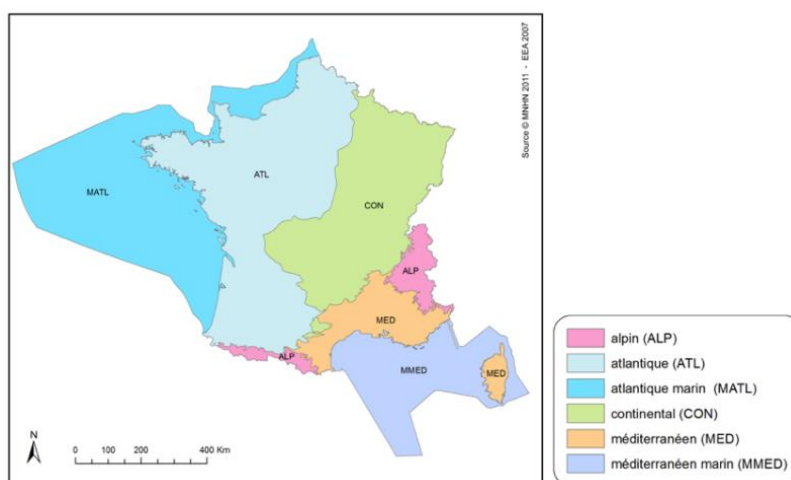 Source © MNHN 2011 - EEA 2007
ATL
MATL
CON
ALP
MED
ALP
MMED
MED
N
0 100 200 400 Km
alpin (ALP)
atlantique (ATL)
atlantique marin (MATL)
continental (CON)
méditerranéen (MED)
méditerranéen marin (MMED)